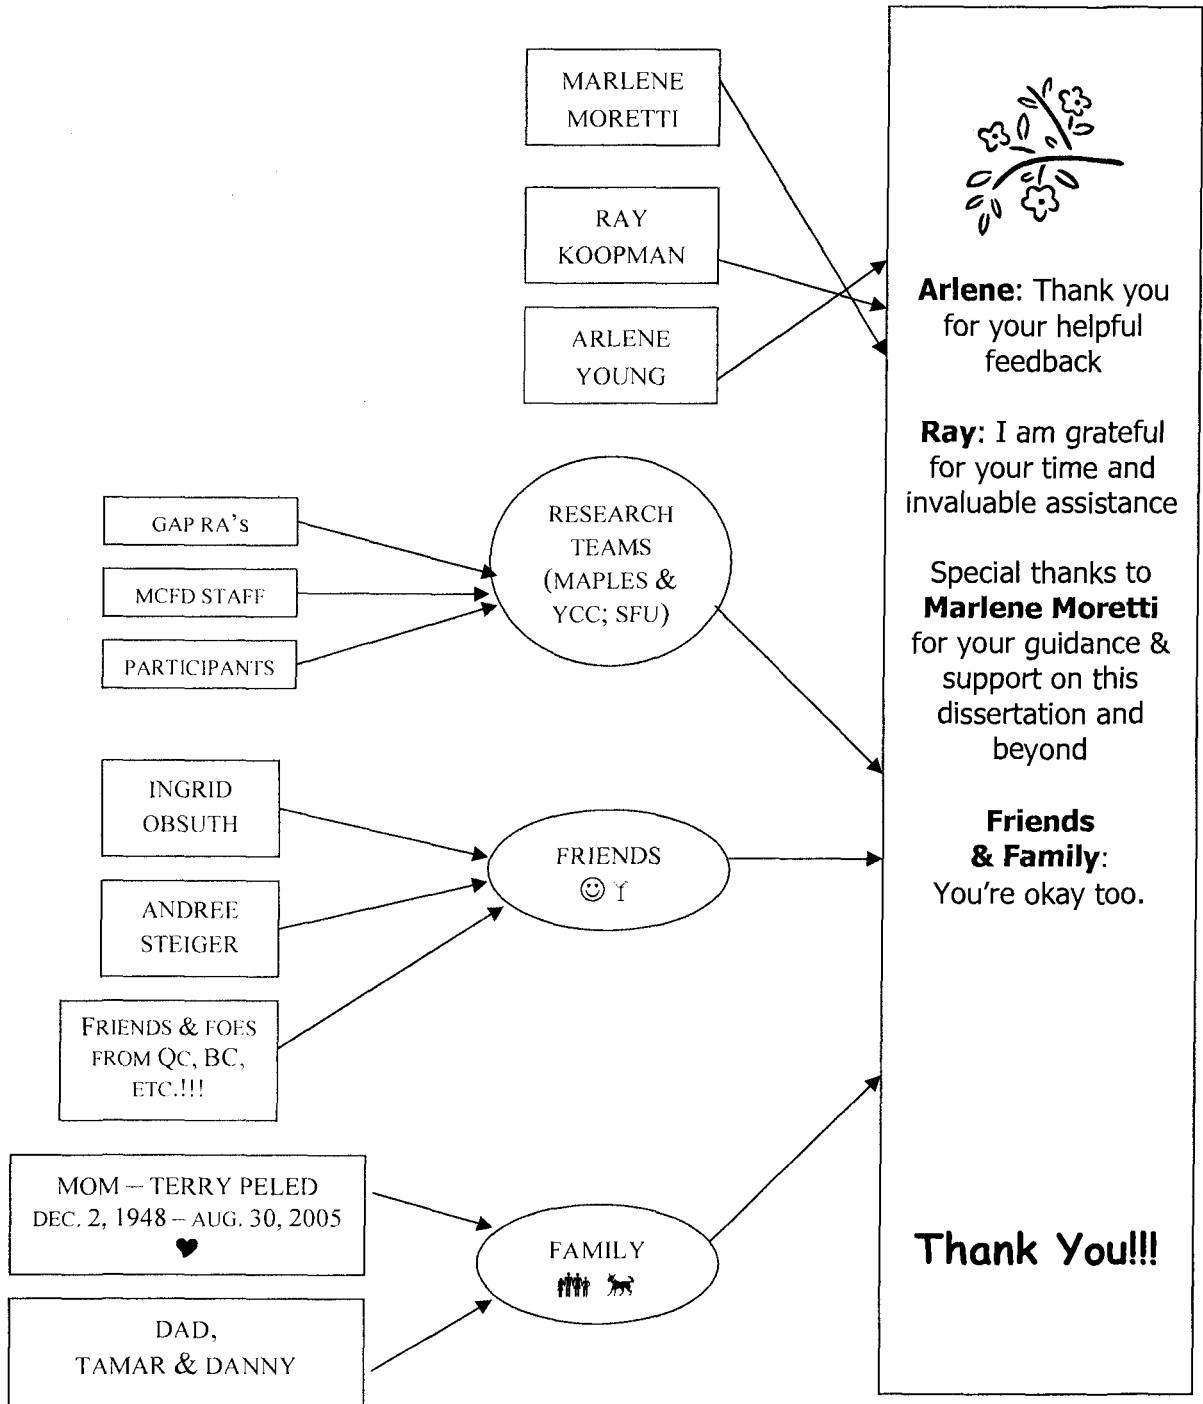 MARLENE
MORETTI
RAY
KOOPMAN
ARLENE
YOUNG
GAP RA's
MCFD STAFF
PARTICIPANTS
RESEARCH
TEAMS
(MAPLES &
YCC; SFU)
INGRID
OBSUTH
ANDREE
STEIGER
FRIENDS & FOES
FROM QC, BC,
ETC.!!!
FRIENDS
MOM – TERRY PELED
DEC. 2, 1948 – AUG. 30, 2005
DAD,
TAMAR & DANNY
FAMILY
Arlene: Thank you
for your helpful
feedback
Ray: I am grateful
for your time and
invaluable assistance
Special thanks to
Marlene Moretti
for your guidance &
support on this
dissertation and
beyond
Friends
& Family:
You're okay too.
Thank You!!!